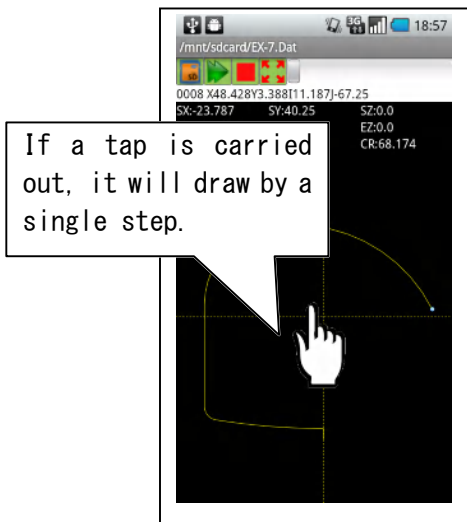 3G 18:57
/mnt/sdcard/EX-7.Dat
SD
0008 X48.428Y3.388I11.187J-67.25
SX:-23.787 SY:40.25 SZ:0.0
EZ:0.0
CR:68.174
If a tap is carried
out, it will draw by a
single step.